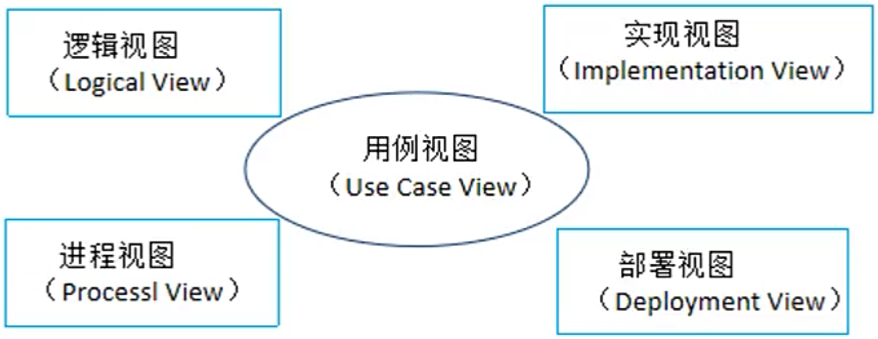 逻辑视图
（Logical View）
实现视图
（Implementation View）
用例视图
（Use Case View）
进程视图
（Processl View）
部署视图
（Deployment View）